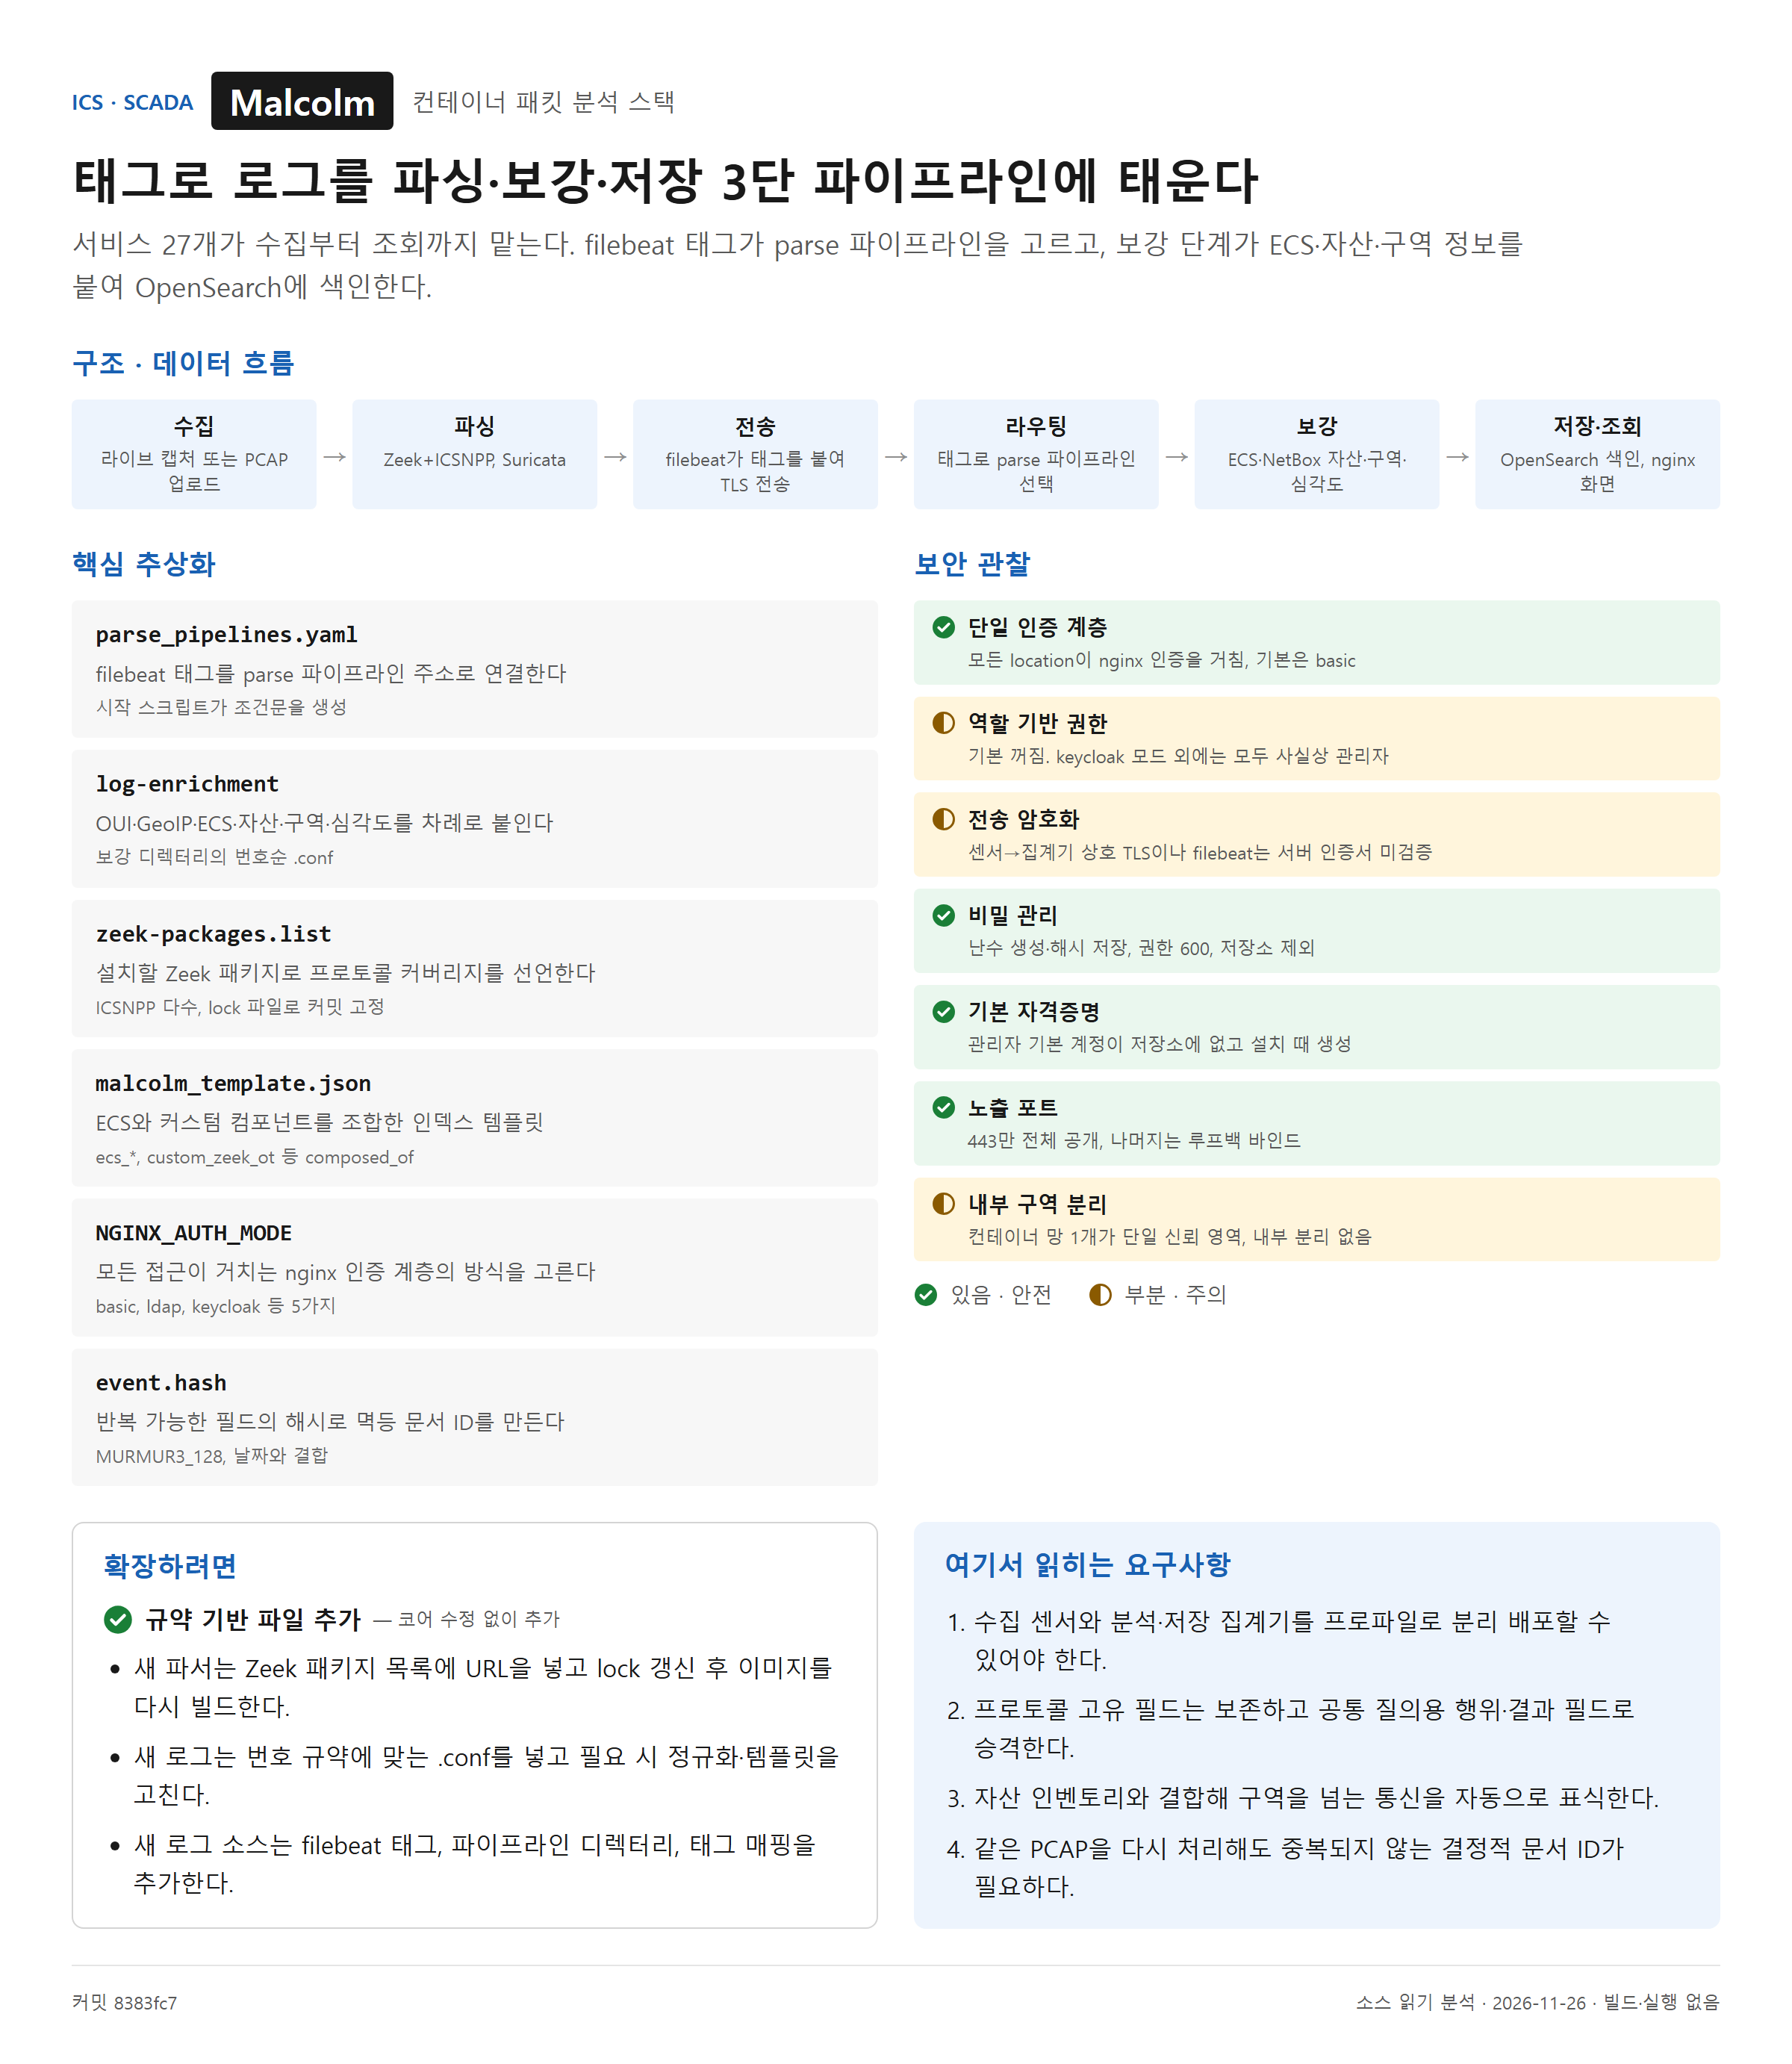 ICS · SCADA Malcolm 컨테이너 패킷 분석 스택
태그로 로그를 파싱·보강·저장 3단 파이프라인에 태운다
서비스 27개가 수집부터 조회까지 맡는다. filebeat 태그가 parse 파이프라인을 고르고, 보강 단계가 ECS·자산·구역 정보를
붙여 OpenSearch에 색인한다.
구조 · 데이터 흐름
수집
라이브 캡처 또는 PCAP
업로드
→
파싱
Zeek+ICSNPP, Suricata
→
전송
filebeat가 태그를 붙여
TLS 전송
→
라우팅
태그로 parse 파이프라인
선택
→
보강
ECS·NetBox 자산·구역·
심각도
→
저장·조회
OpenSearch 색인, nginx
화면
핵심 추상화
parse_pipelines.yaml
filebeat 태그를 parse 파이프라인 주소로 연결한다
시작 스크립트가 조건문을 생성
log-enrichment
OUI·GeoIP·ECS·자산·구역·심각도를 차례로 붙인다
보강 디렉터리의 번호순 .conf
zeek-packages.list
설치할 Zeek 패키지로 프로토콜 커버리지를 선언한다
ICSNPP 다수, lock 파일로 커밋 고정
malcolm_template.json
ECS와 커스텀 컴포넌트를 조합한 인덱스 템플릿
ecs_*, custom_zeek_ot 등 composed_of
NGINX_AUTH_MODE
모든 접근이 거치는 nginx 인증 계층의 방식을 고른다
basic, ldap, keycloak 등 5가지
event.hash
반복 가능한 필드의 해시로 멱등 문서 ID를 만든다
MURMUR3_128, 날짜와 결합
보안 관찰
단일 인증 계층
모든 location이 nginx 인증을 거침, 기본은 basic
역할 기반 권한
기본 꺼짐. keycloak 모드 외에는 모두 사실상 관리자
전송 암호화
센서→집계기 상호 TLS이나 filebeat는 서버 인증서 미검증
비밀 관리
난수 생성·해시 저장, 권한 600, 저장소 제외
기본 자격증명
관리자 기본 계정이 저장소에 없고 설치 때 생성
노출 포트
443만 전체 공개, 나머지는 루프백 바인드
내부 구역 분리
컨테이너 망 1개가 단일 신뢰 영역, 내부 분리 없음
있음 · 안전 부분 · 주의
확장하려면
규약 기반 파일 추가 — 코어 수정 없이 추가
• 새 파서는 Zeek 패키지 목록에 URL을 넣고 lock 갱신 후 이미지를
다시 빌드한다.
• 새 로그는 번호 규약에 맞는 .conf를 넣고 필요 시 정규화·템플릿을
고친다.
• 새 로그 소스는 filebeat 태그, 파이프라인 디렉터리, 태그 매핑을
추가한다.
여기서 읽히는 요구사항
1. 수집 센서와 분석·저장 집계기를 프로파일로 분리 배포할 수
있어야 한다.
2. 프로토콜 고유 필드는 보존하고 공통 질의용 행위·결과 필드로
승격한다.
3. 자산 인벤토리와 결합해 구역을 넘는 통신을 자동으로 표식한다.
4. 같은 PCAP을 다시 처리해도 중복되지 않는 결정적 문서 ID가
필요하다.
커밋 8383fc7
소스 읽기 분석 · 2026-11-26 · 빌드·실행 없음